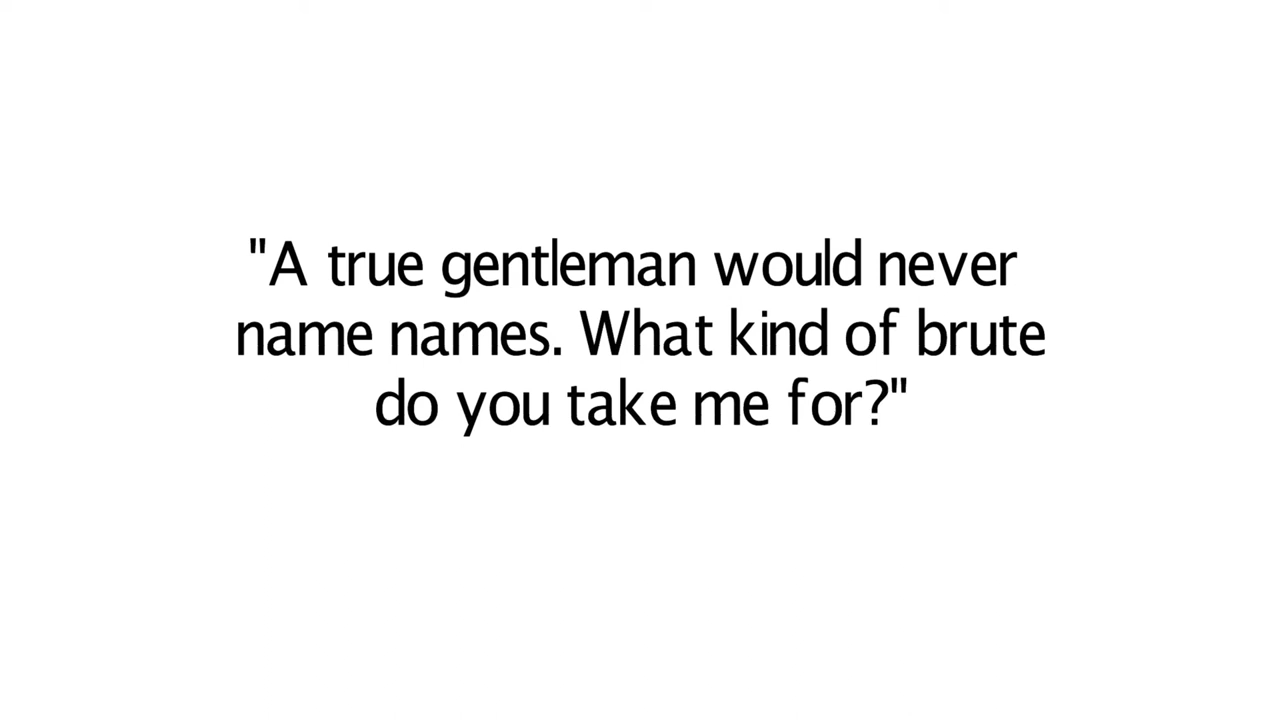 "A true gentleman would never
name names. What kind of brute
do you take me for?"